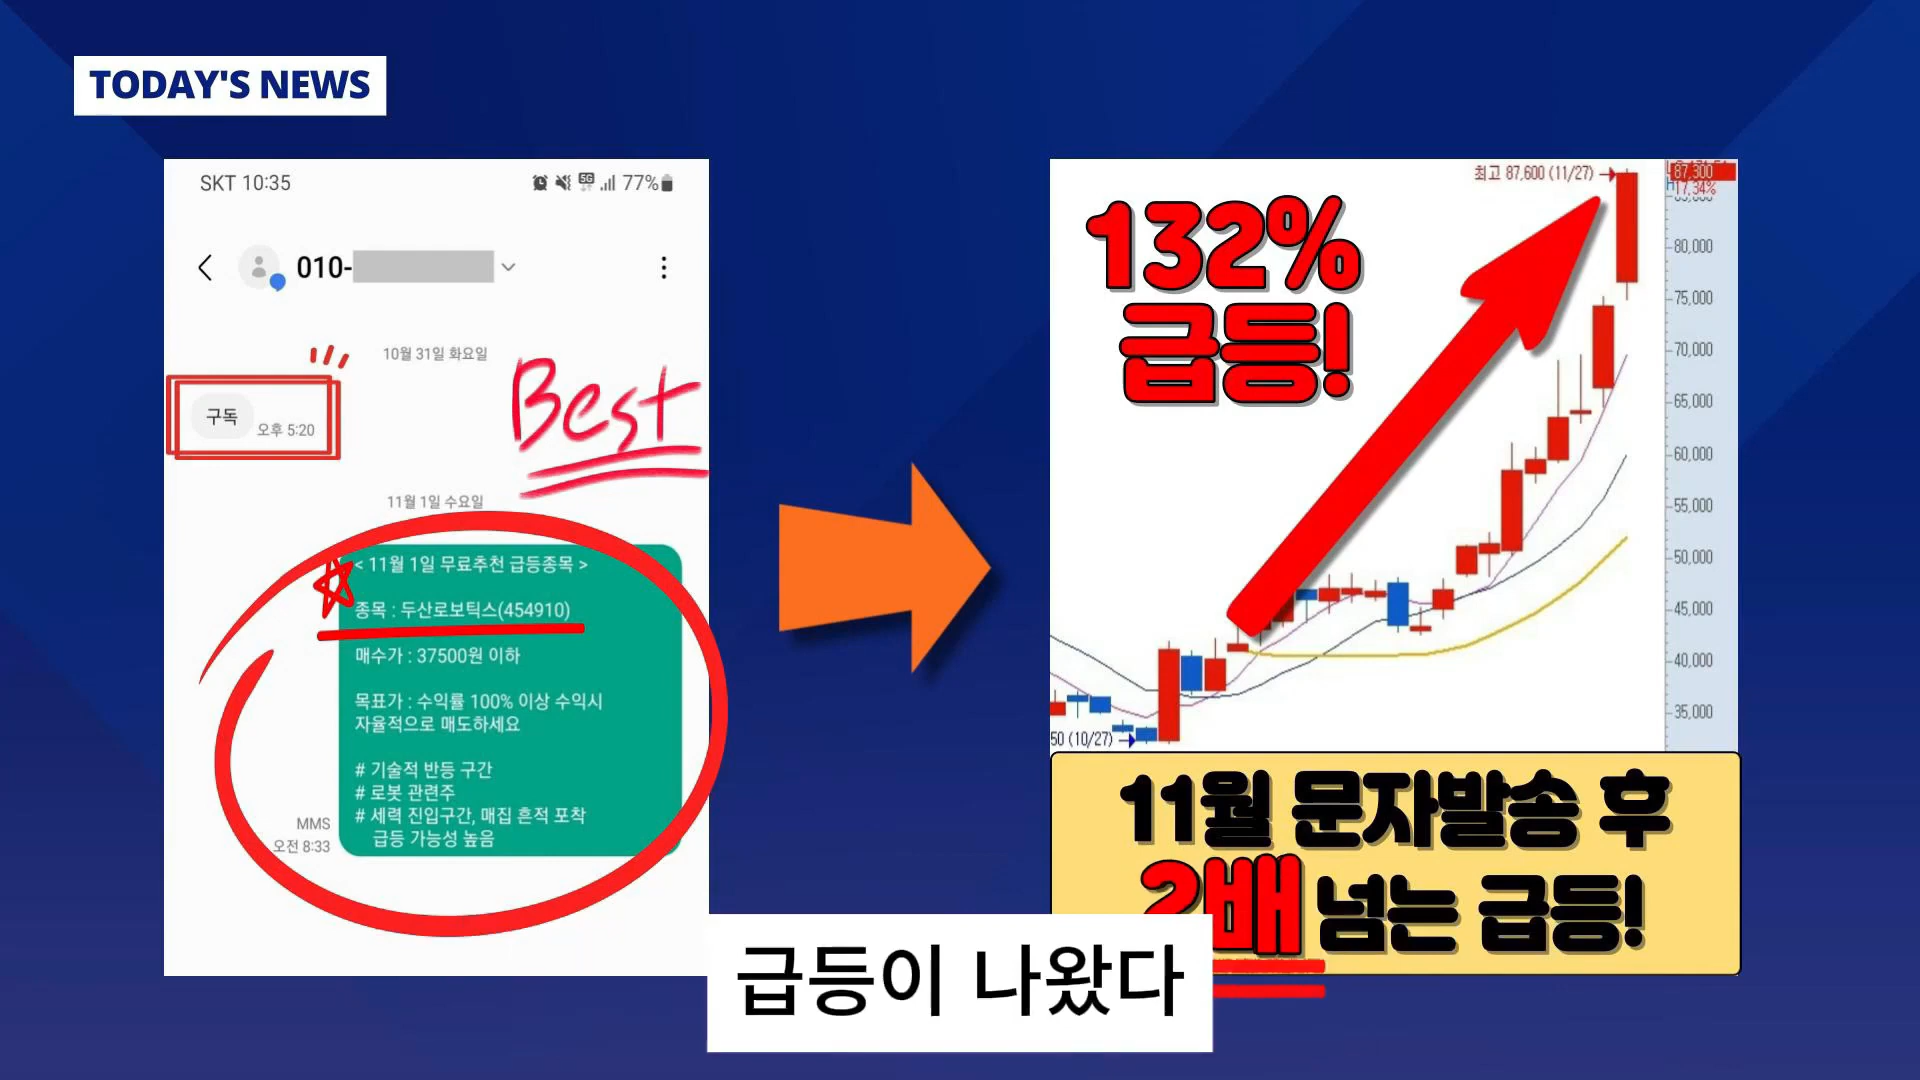 TODAY'S NEWS
SKT 10:35
5G
77%
010-
10월 31일 화요일
구독
오후 5:20
Best
11월 1일 수요일
< 11월 1일 무료추천 급등종목 >
종목 : 두산로보틱스(454910)
매수가 : 37500원 이하
목표가 : 수익률 100% 이상 수익시
자율적으로 매도하세요
# 기술적 반등 구간
# 로봇 관련주
# 세력 진입구간, 매집 흔적 포착
급등 가능성 높음
MMS
오전 8:33
132%
급등!
최고 87,600 (11/27)
87,300
17,34%
80,000
75,000
70,000
65,000
60,000
55,000
50,000
45,000
40,000
35,000
50 (10/27)
11월 문자발송 후
2배 넘는 급등!
급등이 나왔다